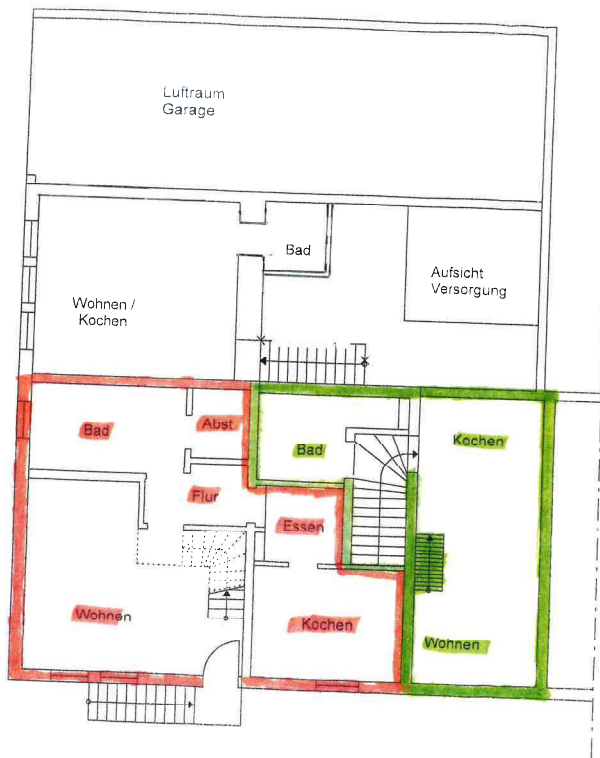 Luftraum
Garage
Bad
Aufsicht
Versorgung
Wohnen /
Kochen
Bad
Abst.
Bad
Kochen
Flur
Essen
Wohnen
Kochen
Wohnen